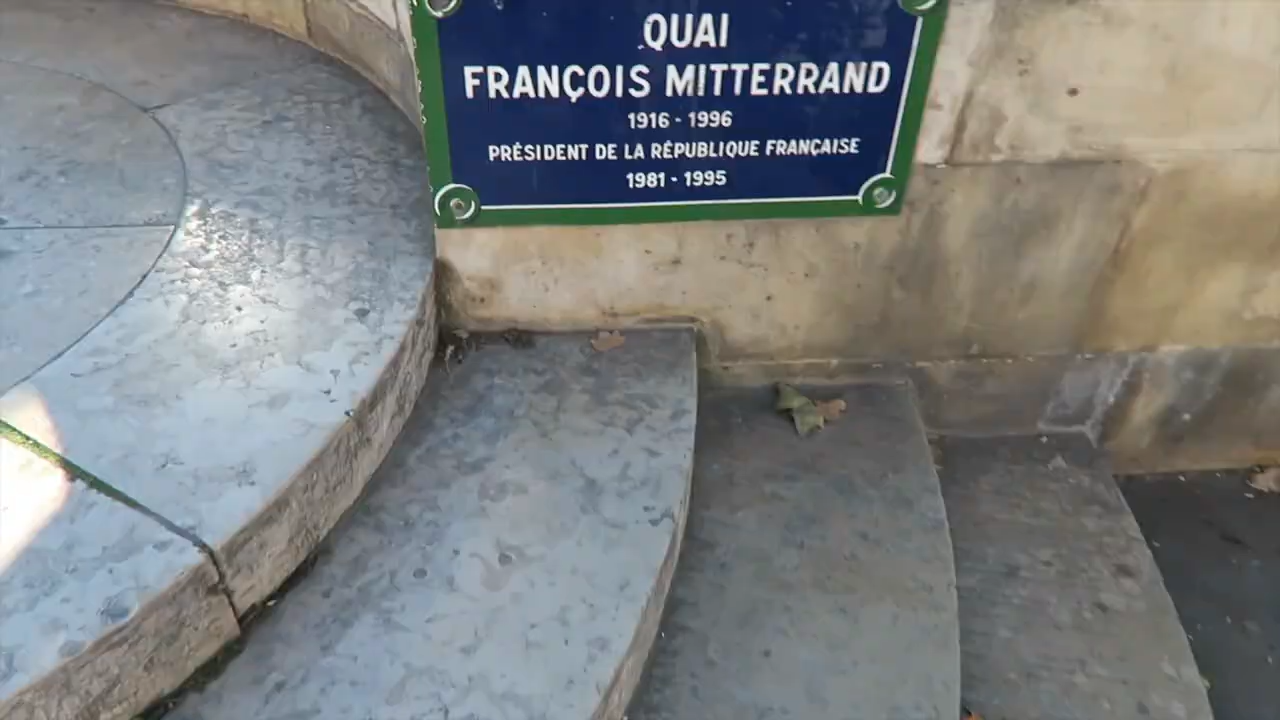 QUAI
FRANÇOIS MITTERRAND
1916 - 1996
PRÉSIDENT DE LA RÉPUBLIQUE FRANÇAISE
1981 - 1995